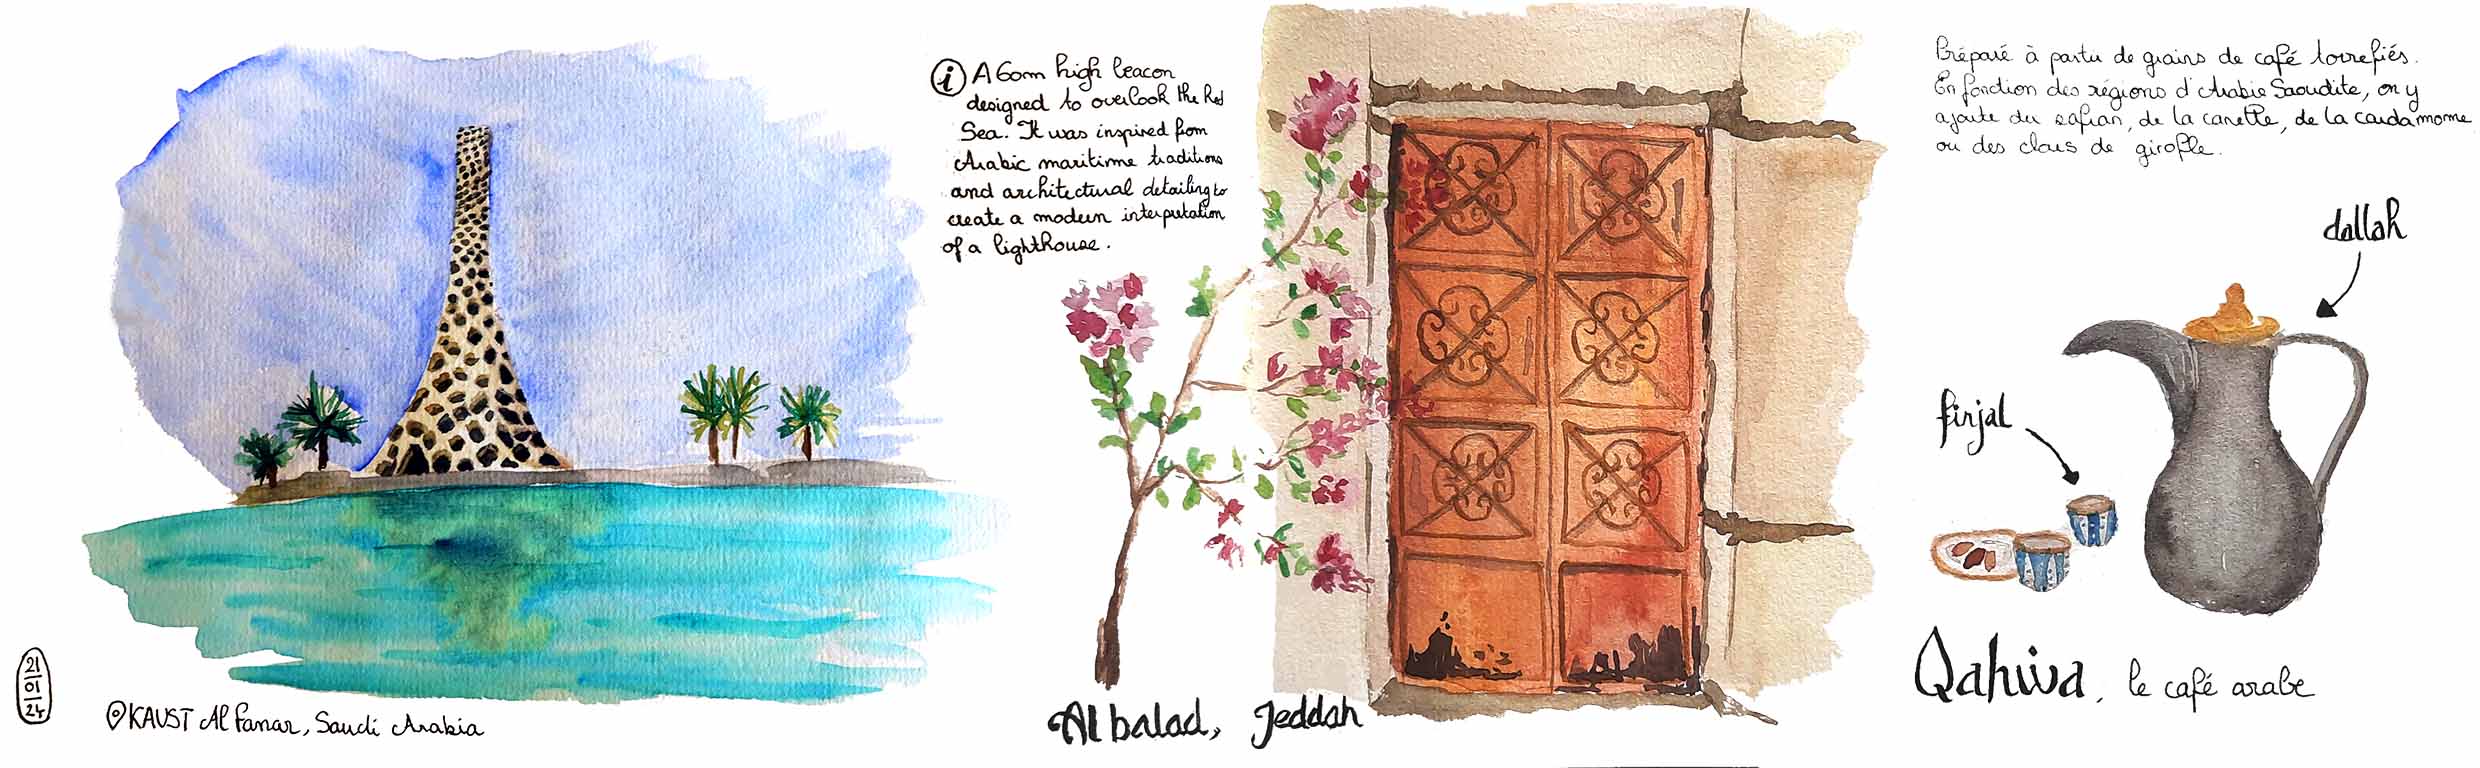 i
A 60m high beacon
designed to overlook the Red
Sea. It was inspired from
Arabic maritime traditions
and architectural detailing to
create a modern interpretation
of a lighthouse.
21
01
24
KAUST Al Fanar, Saudi Arabia
Al balad, Jeddah
Préparé à partir de grains de café torrefiés.
En fonction des régions d'Arabie Saoudite, on y
ajoute du safran, de la canelle, de la cardamome
ou des clous de girofle.
dallah
firjal
Qahwa, le café arabe